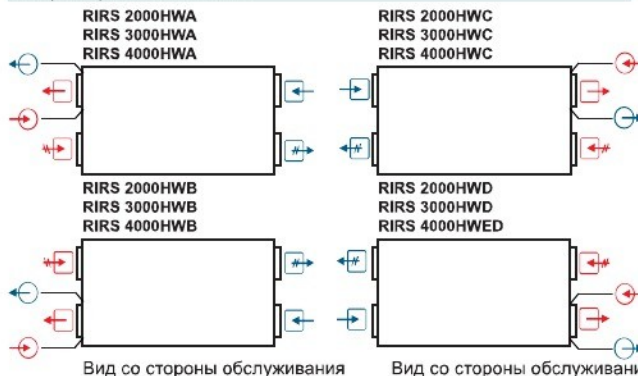 RIRS 2000HWA
RIRS 3000HWA
RIRS 4000HWA
RIRS 2000HWC
RIRS 3000HWC
RIRS 4000HWC
RIRS 2000HWB
RIRS 3000HWB
RIRS 4000HWB
RIRS 2000HWD
RIRS 3000HWD
RIRS 4000HWED
Вид со стороны обслуживания
Вид со стороны обслуживани